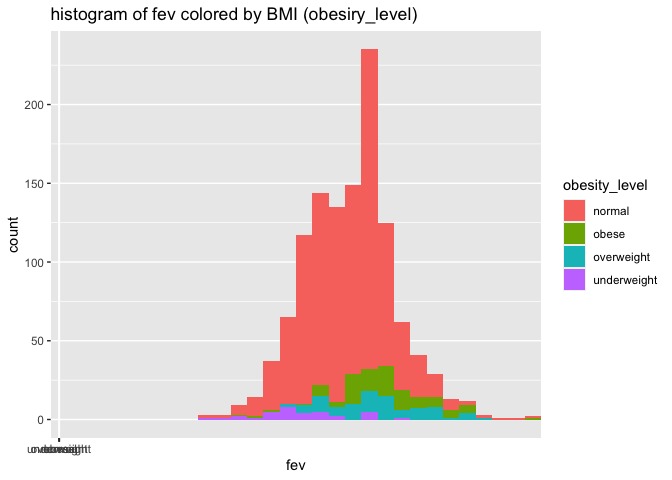 histogram of fev colored by BMI (obesiry_level)
200
150
100
50
0
count
fev
obesity_level
normal
obese
overweight
underweight